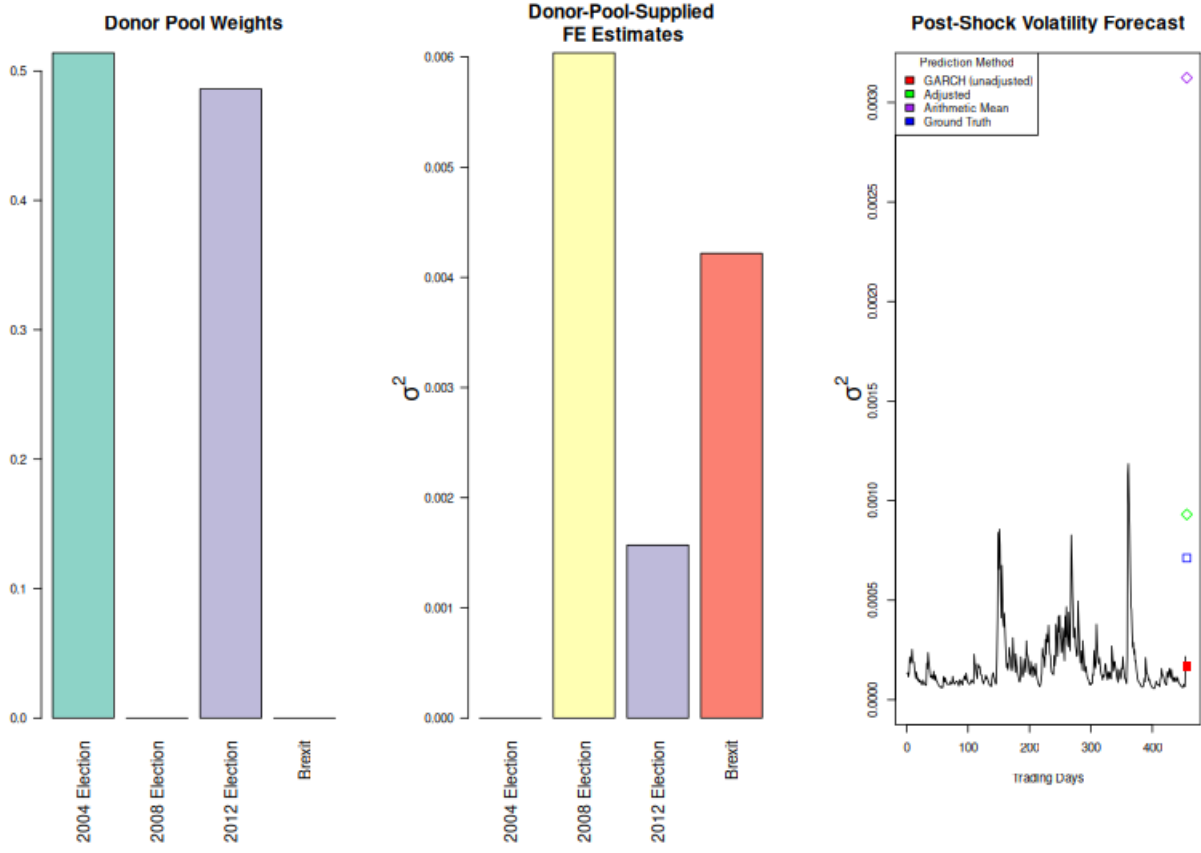 Donor Pool Weights
0.5
0.4
0.3
0.2
0.1
0.0
2004 Election
2008 Election
2012 Election
Brexit
Donor-Pool-Supplied
FE Estimates
σ²
0.006
0.005
0.004
0.003
0.002
0.001
0.000
2004 Election
2008 Election
2012 Election
Brexit
Post-Shock Volatility Forecast
Prediction Method
GARCH (unadjusted)
Adjusted
Arithmetic Mean
Ground Truth
σ²
0.0030
0.0025
0.0020
0.0015
0.0010
0.0005
0.0000
0
100
200
300
400
Trading Days